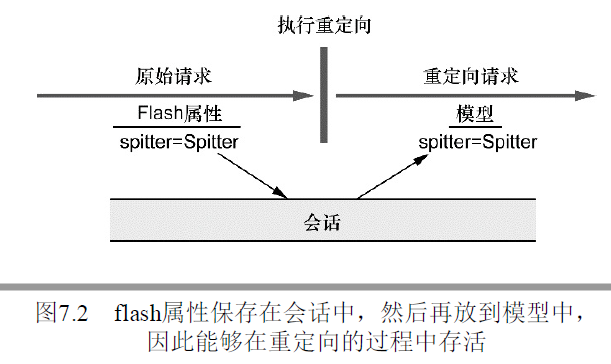 执行重定向
原始请求
重定向请求
Flash属性
模型
spitter=Spitter
spitter=Spitter
会话
图7.2 flash属性保存在会话中，然后再放到模型中，
因此能够在重定向的过程中存活